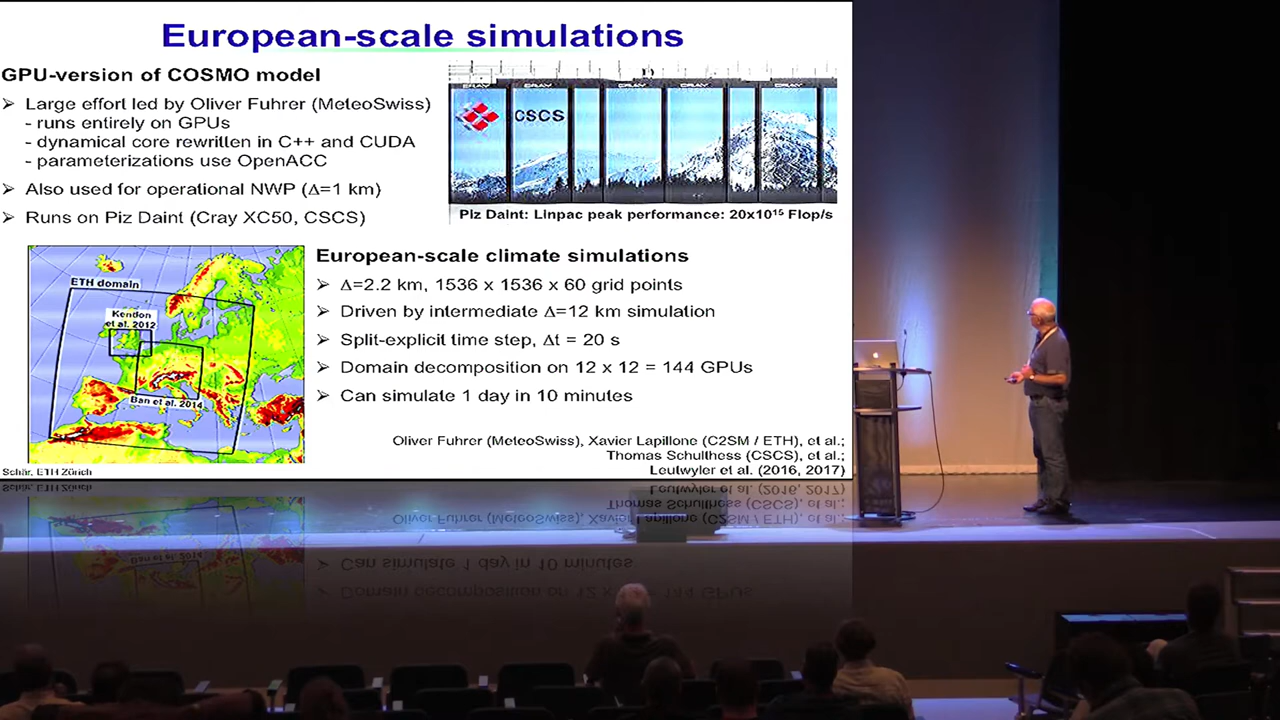 European-scale simulations
GPU-version of COSMO model
➢ Large effort led by Oliver Fuhrer (MeteoSwiss)
- runs entirely on GPUs
- dynamical core rewritten in C++ and CUDA
- parameterizations use OpenACC
➢ Also used for operational NWP (Δ=1 km)
➢ Runs on Piz Daint (Cray XC50, CSCS)
CRAY CRAY CRAY CRAY CRAY
CSCS
Piz Daint: Linpac peak performance: 20x10¹⁵ Flop/s
ETH domain
Kendon
et al. 2012
Ban et al. 2014
European-scale climate simulations
➢ Δ=2.2 km, 1536 x 1536 x 60 grid points
➢ Driven by intermediate Δ=12 km simulation
➢ Split-explicit time step, Δt = 20 s
➢ Domain decomposition on 12 x 12 = 144 GPUs
➢ Can simulate 1 day in 10 minutes
Oliver Fuhrer (MeteoSwiss), Xavier Lapillone (C2SM / ETH), et al.;
Thomas Schulthess (CSCS), et al.;
Leutwyler et al. (2016, 2017)
Schär, ETH Zürich